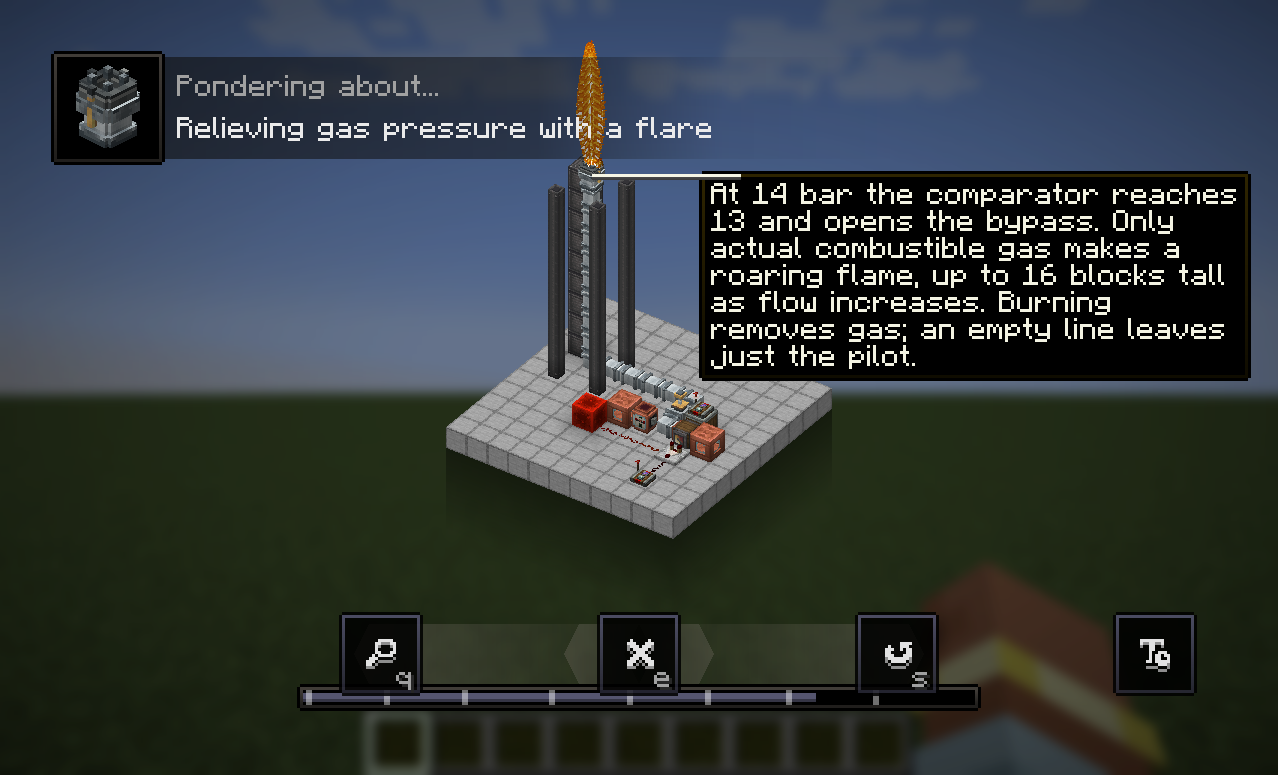 Pondering about...
Relieving gas pressure with a flare
At 14 bar the comparator reaches
13 and opens the bypass. Only
actual combustible gas makes a
roaring flame, up to 16 blocks tall
as flow increases. Burning
removes gas; an empty line leaves
just the pilot.
q
e
s
T